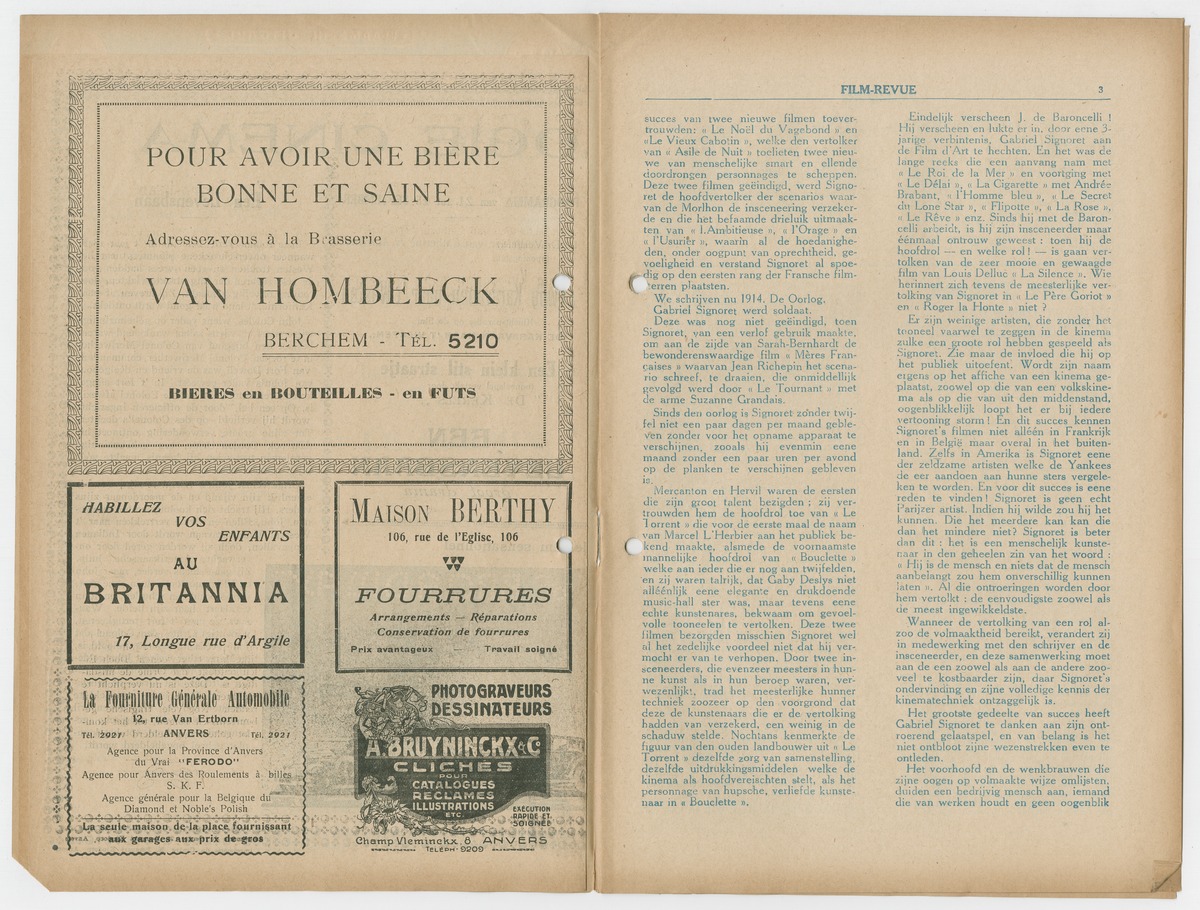 POUR AVOIR UNE BIÈRE
BONNE ET SAINE
Adressez-vous à la Brasserie
VAN HOMBEECK
BERCHEM - TÉL. 5210
BIERES en BOUTEILLES - en FUTS
HABILLEZ
VOS
ENFANTS
AU
BRITANNIA
17, Longue rue d'Argile
MAISON BERTHY
106, rue de l'Eglise, 106
FOURRURES
Arrangements — Réparations
Conservation de fourrures
Prix avantageux Travail soigné
La Fourniture Générale Automobile
12, rue Van Ertborn
Tél. 2921 ANVERS Tél. 2921
Agence pour la Province d'Anvers
du Vrai "FERODO"
Agence pour Anvers des Roulements à billes
S. K. F.
Agence générale pour la Belgique du
Diamond et Noble's Polish
La seule maison de la place fournissant
aux garages aux prix de gros
PHOTOGRAVEURS
DESSINATEURS
A. BRUYNINCKX & Co
CLICHÉS
POUR
CATALOGUES
RECLAMES
ILLUSTRATIONS
ETC.
EXÉCUTION
RAPIDE ET
SOIGNÉE
Champ Vleminckx, 8 ANVERS
TELEPH. 9209
FILM-REVUE 3
succes van twee nieuwe filmen toever-
trouwden: « Le Noël du Vagebond » en
«Le Vieux Cabotin », welke den vertolker
van « Asile de Nuit » toelieten twee nieu-
we van menschelijke smart en ellende
doordrongen personnages te scheppen.
Deze twee filmen geëindigd, werd Signo-
ret de hoofdvertolker der scenarios waar-
van de Morlhon de insceneering verzeker-
de en die het befaamde drieluik uitmaak-
ten van « l.Ambitieuse », « l'Orage » en
« l'Usurier », waarin al de hoedanighe-
den, onder oogpunt van oprechtheid, ge-
voeligheid en verstand Signoret al spoe-
dig op den eersten rang der Fransche film-
erren plaatsten.
We schrijven nu 1914. De Oorlog.
Gabriel Signoret werd soldaat.
Deze was nog niet geëindigd, toen
Signoret, van een verlof gebruik maakte,
om aan de zijde van Sarah-Bernhardt de
bewonderenswaardige film « Mères Fran-
çaises » waarvan Jean Richepin het scena-
rio schreef, te draaien, die onmiddellijk
gevolgd werd door « Le Tournant » met
de arme Suzanne Grandais.
Sinds den oorlog is Signoret zonder twij-
fel niet een paar dagen per maand geble-
ven zonder voor het opname apparaat te
verschijnen, zooals hij evenmin eene
maand zonder een paar uren per avond
op de planken te verschijnen gebleven
is.
Mercanton en Hervil waren de eersten
die zijn groot talent bezigden; zij ver-
trouwden hem de hoofdrol toe van « Le
Torrent » die voor de eerste maal de naam
van Marcel L'Herbier aan het publiek be-
kend maakte, alsmede de voornaamste
mannelijke hoofdrol van « Bouclette »
welke aan ieder die er nog aan twijfelden,
en zij waren talrijk, dat Gaby Deslys niet
alléénlijk eene elegante en drukdoende
music-hall ster was, maar tevens eene
echte kunstenares, bekwaam om gevoel-
volle tooneelen te vertolken. Deze twee
filmen bezorgden misschien Signoret wel
al het zedelijke voordeel niet dat hij ver-
mocht er van te verhopen. Door twee in-
sceneerders, die evenzeer meesters in hun-
ne kunst als in hun beroep waren, ver-
wezenlijkt, trad het meesterlijke hunner
techniek zoozeer op den voorgrond dat
deze de kunstenaars die er de vertolking
hadden van verzekerd, een weinig in de
schaduw stelde. Nochtans kenmerkte de
figuur van den ouden landbouwer uit « Le
Torrent » dezelfde zorg van samenstelling,
dezelfde uitdrukkingsmiddelen welke de
kinema als hoofdvereischten stelt, als het
personnage van hupsche, verliefde kunste-
naar in « Bouclette ».
Eindelijk verscheen J. de Baroncelli !
Hij verscheen en lukte er in, door eene 3-
jarige verbintenis, Gabriel Signoret aan
de Film d'Art te hechten. En het was de
lange reeks die een aanvang nam met
« Le Roi de la Mer » en voortging met
« Le Délai », « La Cigarette » met Andrée
Brabant, « l'Homme bleu », « Le Secret
du Lone Star », « Flipotte », « La Rose »,
« Le Rêve » enz. Sinds hij met de Baron-
celli arbeidt, is hij zijn insceneerder maar
éénmaal ontrouw geweest : toen hij de
hoofdrol — en welke rol ! — is gaan ver-
tolken van de zeer mooie en gewaagde
film van Louis Delluc « La Silence ». Wie
herinnert zich tevens de meesterlijke ver-
tolking van Signoret in « Le Père Goriot »
en « Roger la Honte » niet ?
Er zijn weinige artisten, die zonder het
tooneel vaarwel te zeggen in de kinema
zulke een groote rol hebben gespeeld als
Signoret. Zie maar de invloed die hij op
het publiek uitoefent. Wordt zijn naam
ergens op het affiche van een kinema ge-
plaatst, zoowel op die van een volkskine-
ma als op die van uit den middenstand,
oogenblikkelijk loopt het er bij iedere
vertooning storm ! En dit succes kennen
Signoret's filmen niet alléén in Frankrijk
en in België maar overal in het buiten-
land. Zelfs in Amerika is Signoret eene
der zeldzame artisten welke de Yankees
de eer aandoen aan hunne sters vergele-
ken te worden. En voor dit succes is eene
reden te vinden ! Signoret is geen echt
Parijzer artist. Indien hij wilde zou hij het
kunnen. Die het meerdere kan kan die
dan het mindere niet? Signoret is beter
dan dit : het is een menschelijk kunste-
naar in den geheelen zin van het woord :
« Hij is de mensch en niets dat de mensch
aanbelangt zou hem onverschillig kunnen
laten ». Al die ontroeringen worden door
hem vertolkt : de eenvoudigste zoowel als
de meest ingewikkeldste.
Wanneer de vertolking van een rol al-
zoo de volmaaktheid bereikt, verandert zij
in medewerking met den schrijver en de
insceneerder, en deze samenwerking moet
aan de een zoowel als aan de andere zoo-
veel te kostbaarder zijn, daar Signoret's
ondervinding en zijne volledige kennis der
kinematechniek ontzaggelijk is.
Het grootste gedeelte van succes heeft
Gabriel Signoret te danken aan zijn ont-
roerend gelaatspel, en van belang is het
niet ontbloot zijne wezenstrekken even te
ontleden.
Het voorhoofd en de wenkbrauwen die
zijne oogen op volmaakte wijze omlijsten,
duiden een bedrijvig mensch aan, iemand
die van werken houdt en geen oogenblik